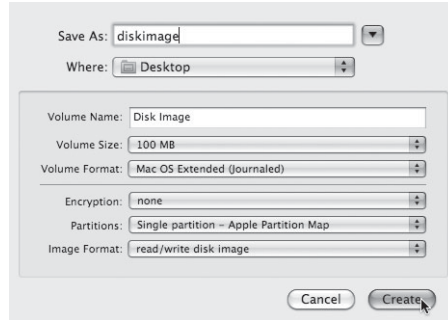 Save As: diskimage
Where: Desktop
Volume Name: Disk Image
Volume Size: 100 MB
Volume Format: Mac OS Extended (Journaled)
Encryption: none
Partitions: Single partition – Apple Partition Map
Image Format: read/write disk image
Cancel Create